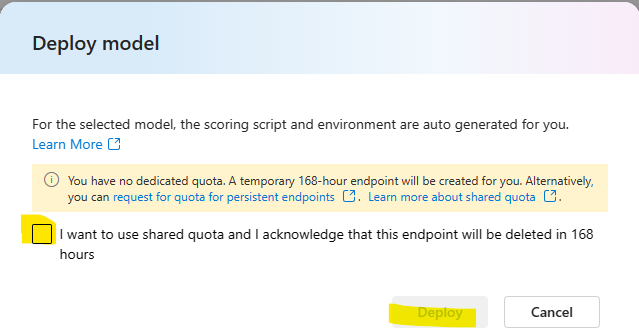 Deploy model
For the selected model, the scoring script and environment are auto generated for you.
Learn More
You have no dedicated quota. A temporary 168-hour endpoint will be created for you. Alternatively,
you can request for quota for persistent endpoints . Learn more about shared quota .
I want to use shared quota and I acknowledge that this endpoint will be deleted in 168
hours
Deploy Cancel